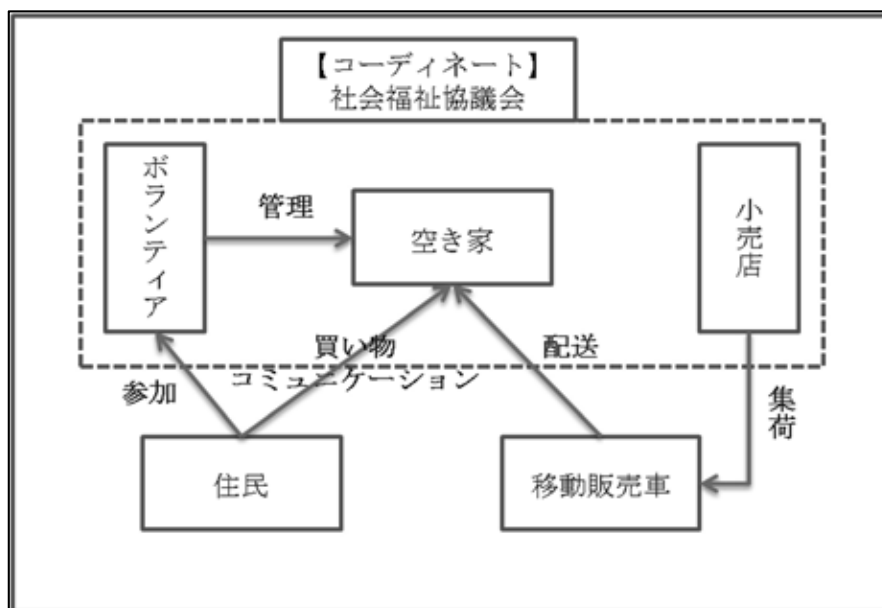 【コーディネート】
社会福祉協議会
ボランティア
管理
空き家
小売店
買い物
コミュニケーション
配送
参加
集荷
住民
移動販売車